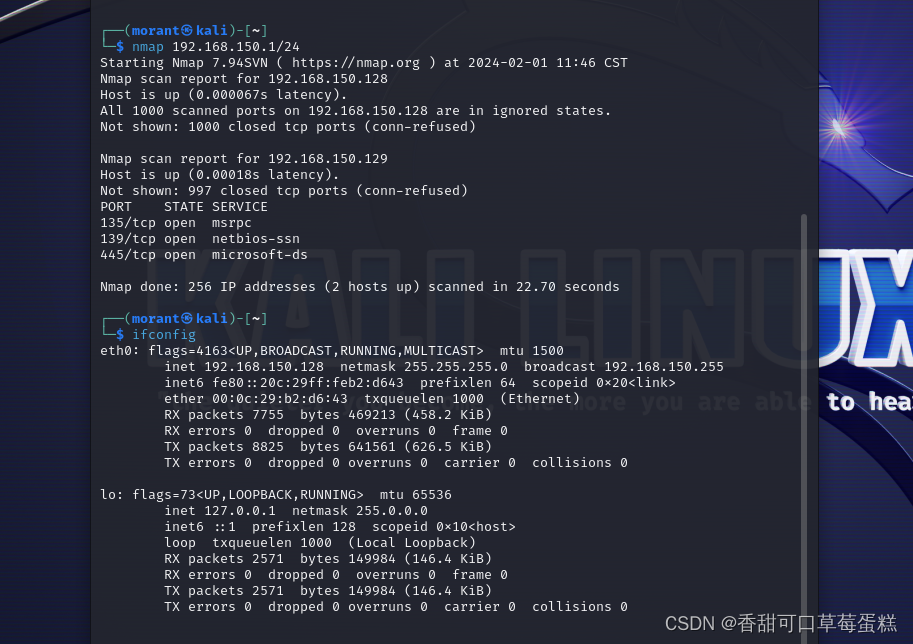 ┌──(morant㉿kali)-[~]
└─$ nmap 192.168.150.1/24
Starting Nmap 7.94SVN ( https://nmap.org ) at 2024-02-01 11:46 CST
Nmap scan report for 192.168.150.128
Host is up (0.000067s latency).
All 1000 scanned ports on 192.168.150.128 are in ignored states.
Not shown: 1000 closed tcp ports (conn-refused)

Nmap scan report for 192.168.150.129
Host is up (0.00018s latency).
Not shown: 997 closed tcp ports (conn-refused)
PORT    STATE SERVICE
135/tcp open  msrpc
139/tcp open  netbios-ssn
445/tcp open  microsoft-ds

Nmap done: 256 IP addresses (2 hosts up) scanned in 22.70 seconds

┌──(morant㉿kali)-[~]
└─$ ifconfig
eth0: flags=4163<UP,BROADCAST,RUNNING,MULTICAST>  mtu 1500
        inet 192.168.150.128  netmask 255.255.255.0  broadcast 192.168.150.255
        inet6 fe80::20c:29ff:feb2:d643  prefixlen 64  scopeid 0×20<link>
        ether 00:0c:29:b2:d6:43  txqueuelen 1000  (Ethernet)
        RX packets 7755  bytes 469213 (458.2 KiB)
        RX errors 0  dropped 0  overruns 0  frame 0
        TX packets 8825  bytes 641561 (626.5 KiB)
        TX errors 0  dropped 0 overruns 0  carrier 0  collisions 0

lo: flags=73<UP,LOOPBACK,RUNNING>  mtu 65536
        inet 127.0.0.1  netmask 255.0.0.0
        inet6 ::1  prefixlen 128  scopeid 0×10<host>
        loop  txqueuelen 1000  (Local Loopback)
        RX packets 2571  bytes 149984 (146.4 KiB)
        RX errors 0  dropped 0  overruns 0  frame 0
        TX packets 2571  bytes 149984 (146.4 KiB)
        TX errors 0  dropped 0 overruns 0  carrier 0  collisions 0
KALI LINUX
the more you are able to hea
CSDN @香甜可口草莓蛋糕